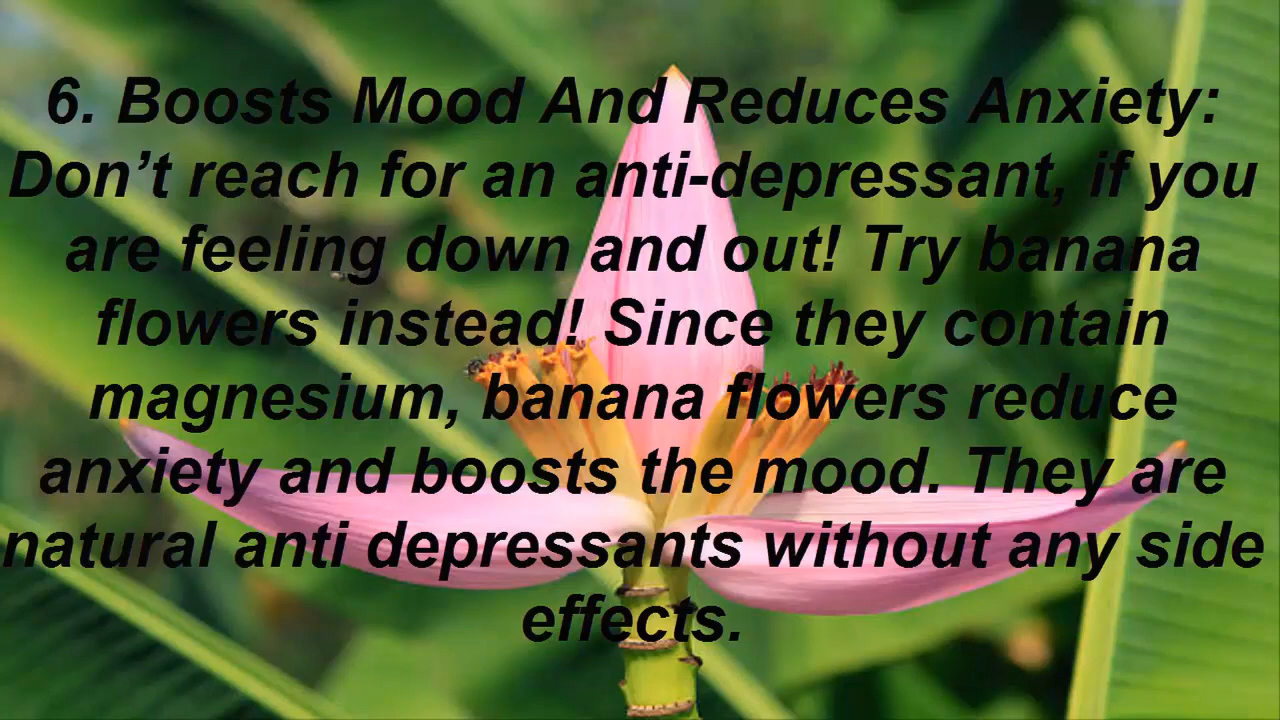 6. Boosts Mood And Reduces Anxiety:
Don’t reach for an anti-depressant, if you
are feeling down and out! Try banana
flowers instead! Since they contain
magnesium, banana flowers reduce
anxiety and boosts the mood. They are
natural anti depressants without any side
effects.